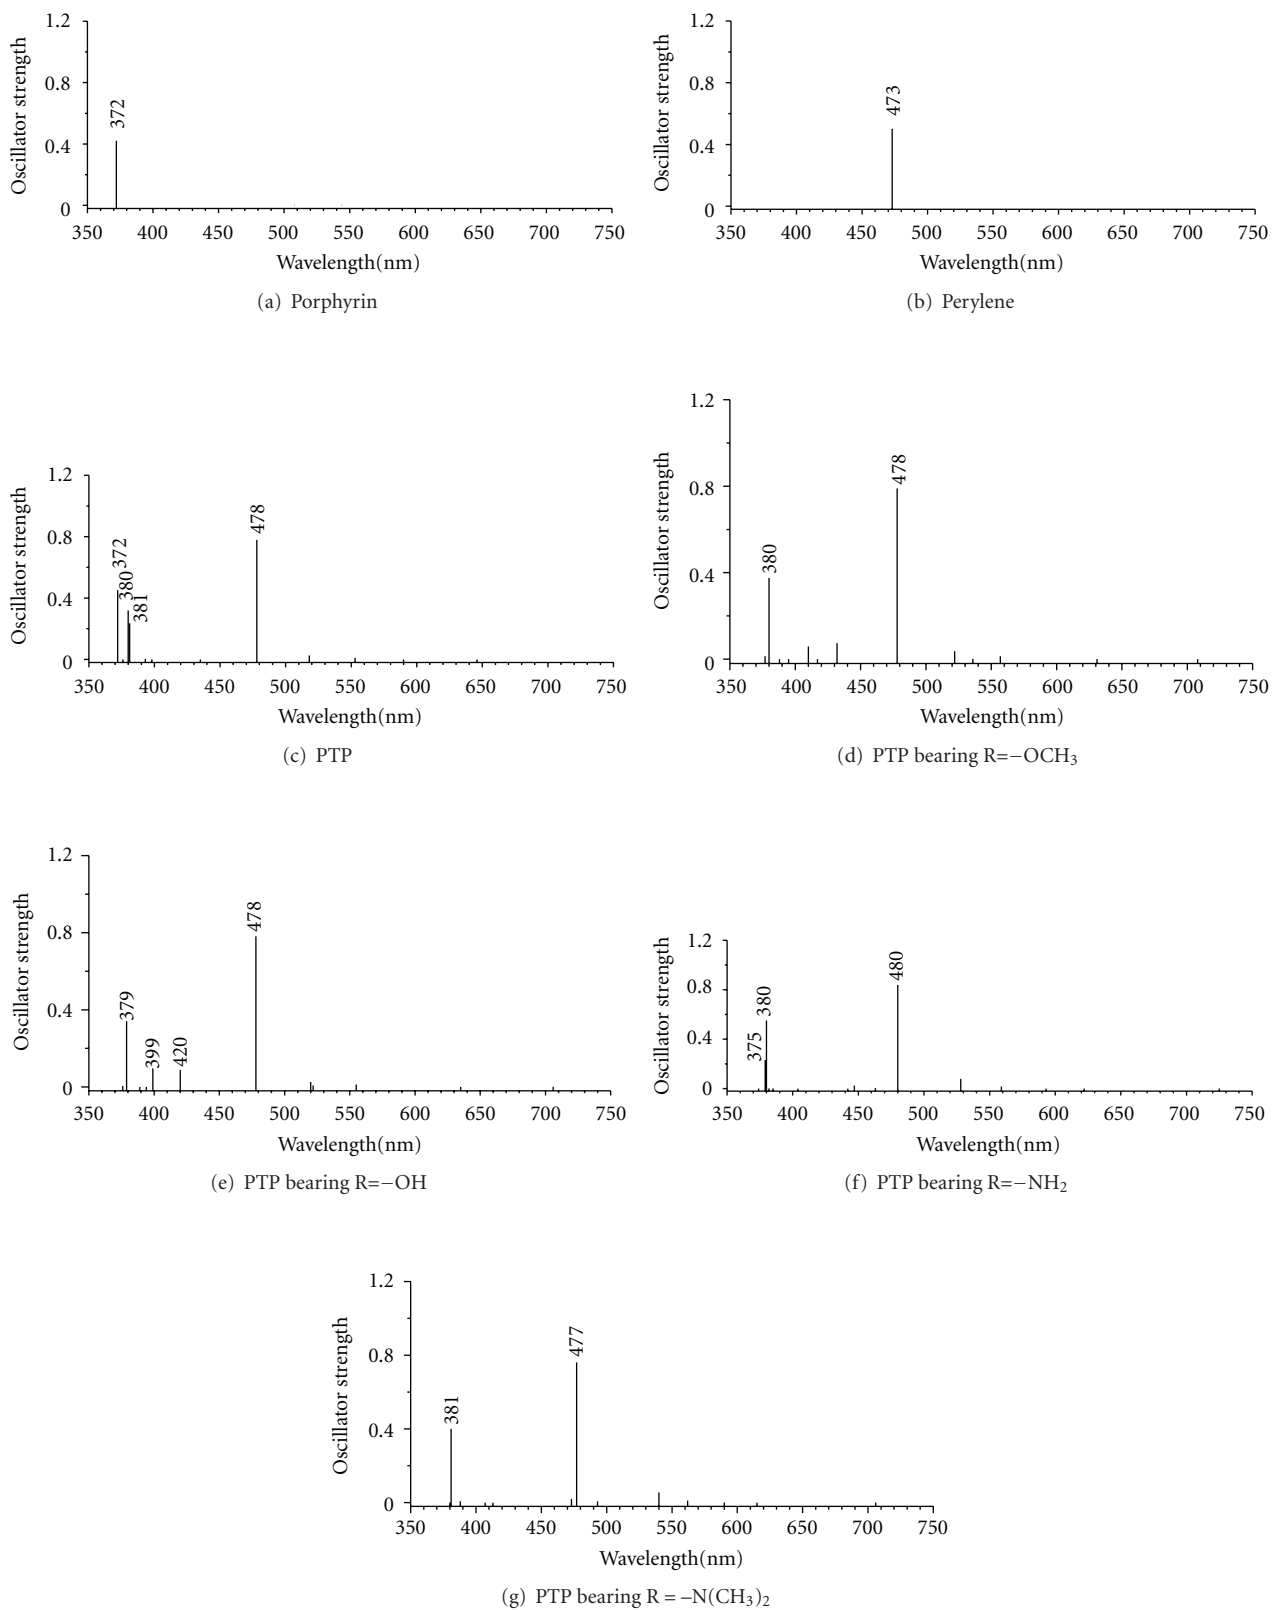 Oscillator strength
1.2
0.8
0.4
0
372
350 400 450 500 550 600 650 700 750
Wavelength(nm)
(a) Porphyrin
Oscillator strength
1.2
0.8
0.4
0
473
350 400 450 500 550 600 650 700 750
Wavelength(nm)
(b) Perylene
Oscillator strength
1.2
0.8
0.4
0
372
380
381
478
350 400 450 500 550 600 650 700 750
Wavelength(nm)
(c) PTP
Oscillator strength
1.2
0.8
0.4
0
380
478
350 400 450 500 550 600 650 700 750
Wavelength(nm)
(d) PTP bearing R=−OCH₃
Oscillator strength
1.2
0.8
0.4
0
379
399
420
478
350 400 450 500 550 600 650 700 750
Wavelength(nm)
(e) PTP bearing R=−OH
Oscillator strength
1.2
0.8
0.4
0
375
380
480
350 400 450 500 550 600 650 700 750
Wavelength(nm)
(f) PTP bearing R=−NH₂
Oscillator strength
1.2
0.8
0.4
0
381
477
350 400 450 500 550 600 650 700 750
Wavelength(nm)
(g) PTP bearing R = −N(CH₃)₂